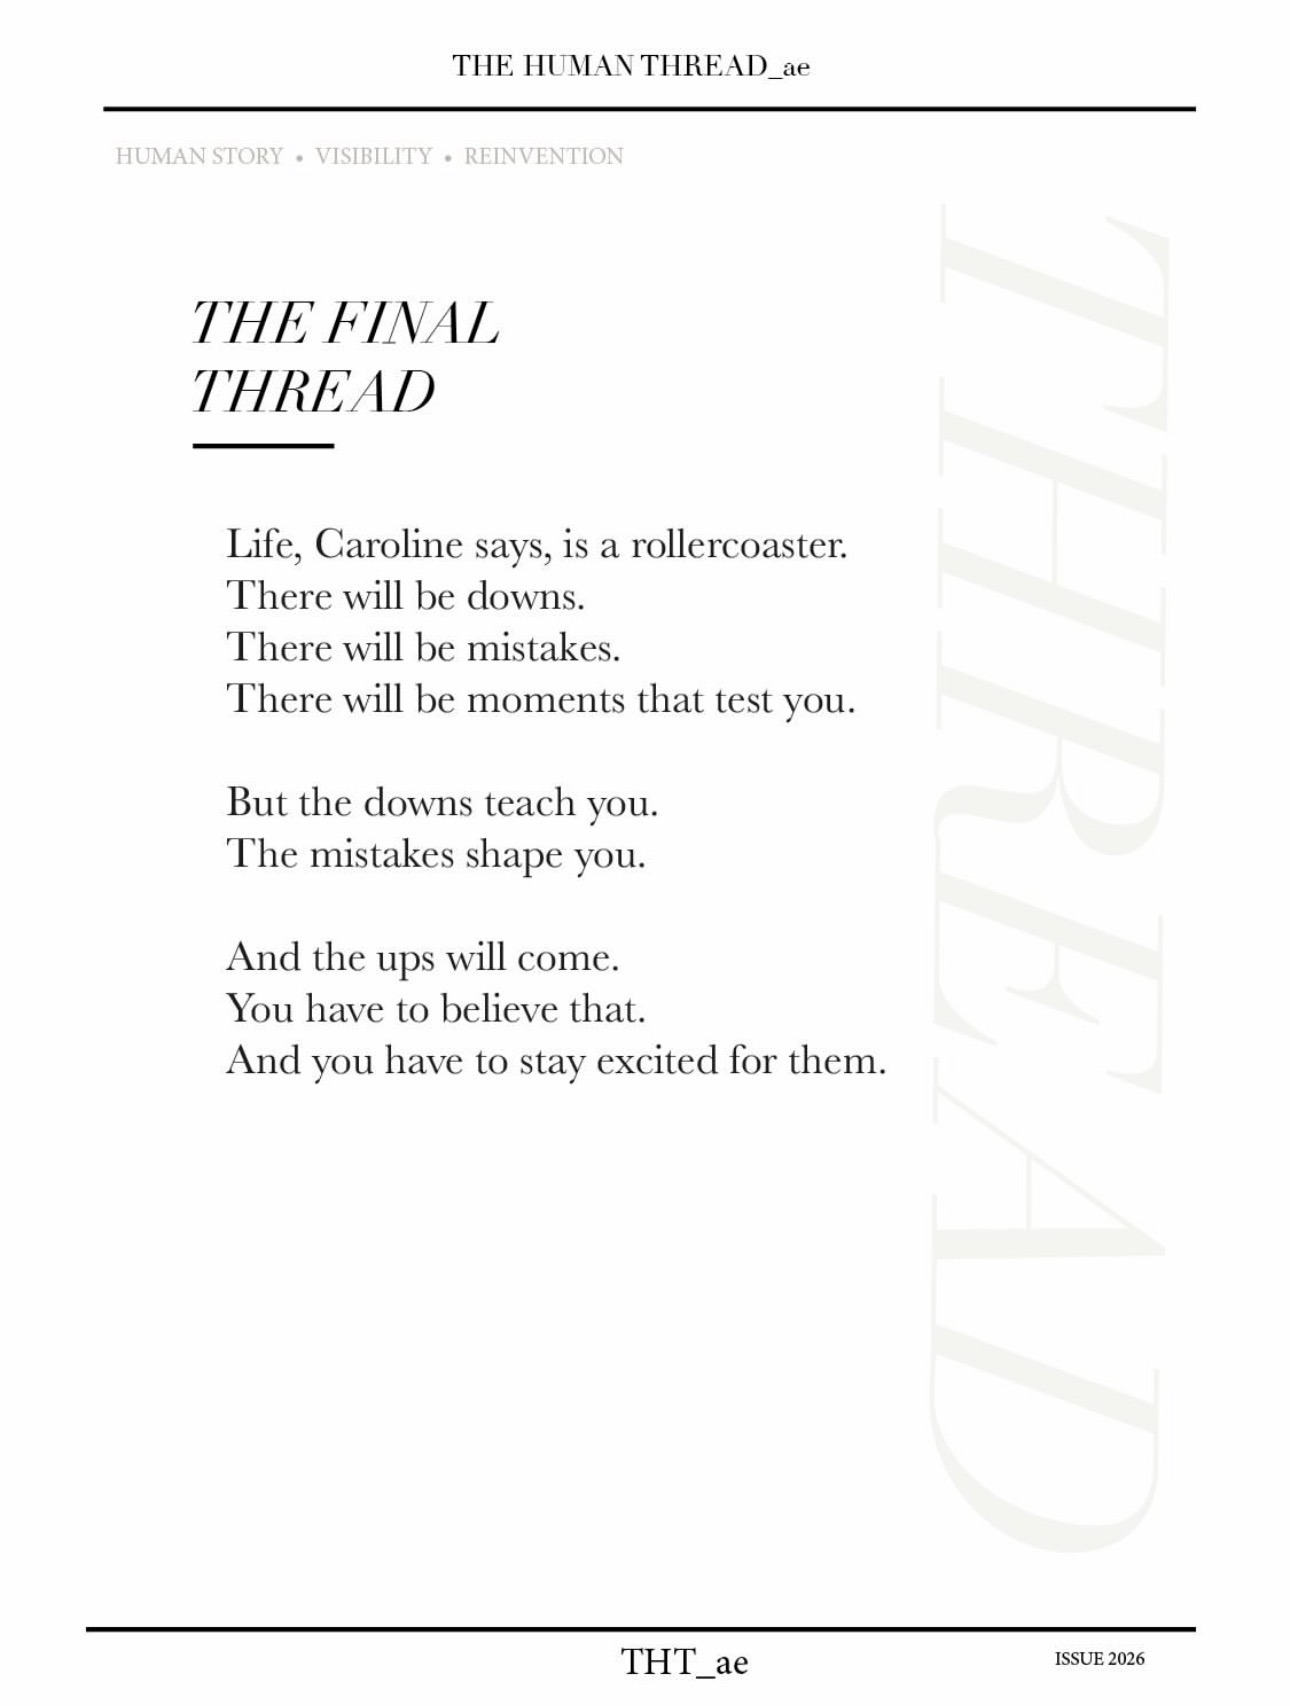 THE HUMAN THREAD_ae
HUMAN STORY • VISIBILITY • REINVENTION
THE FINAL
THREAD
Life, Caroline says, is a rollercoaster.
There will be downs.
There will be mistakes.
There will be moments that test you.
But the downs teach you.
The mistakes shape you.
And the ups will come.
You have to believe that.
And you have to stay excited for them.
THREAD
THT_ae
ISSUE 2026